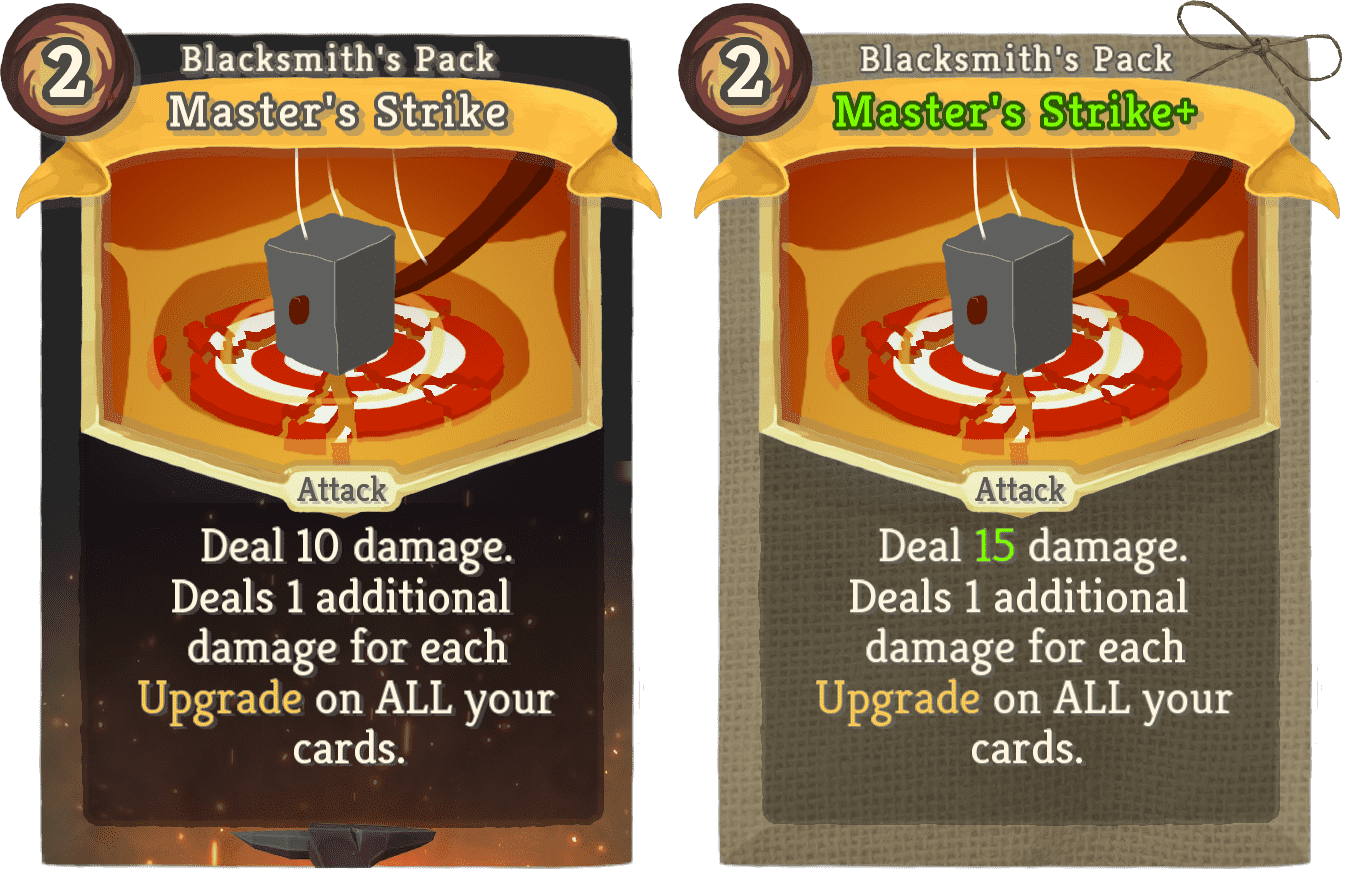 2
Blacksmith's Pack
Master's Strike
Attack
Deal 10 damage.
Deals 1 additional
damage for each
Upgrade on ALL your
cards.
2
Blacksmith's Pack
Master's Strike+
Attack
Deal 15 damage.
Deals 1 additional
damage for each
Upgrade on ALL your
cards.